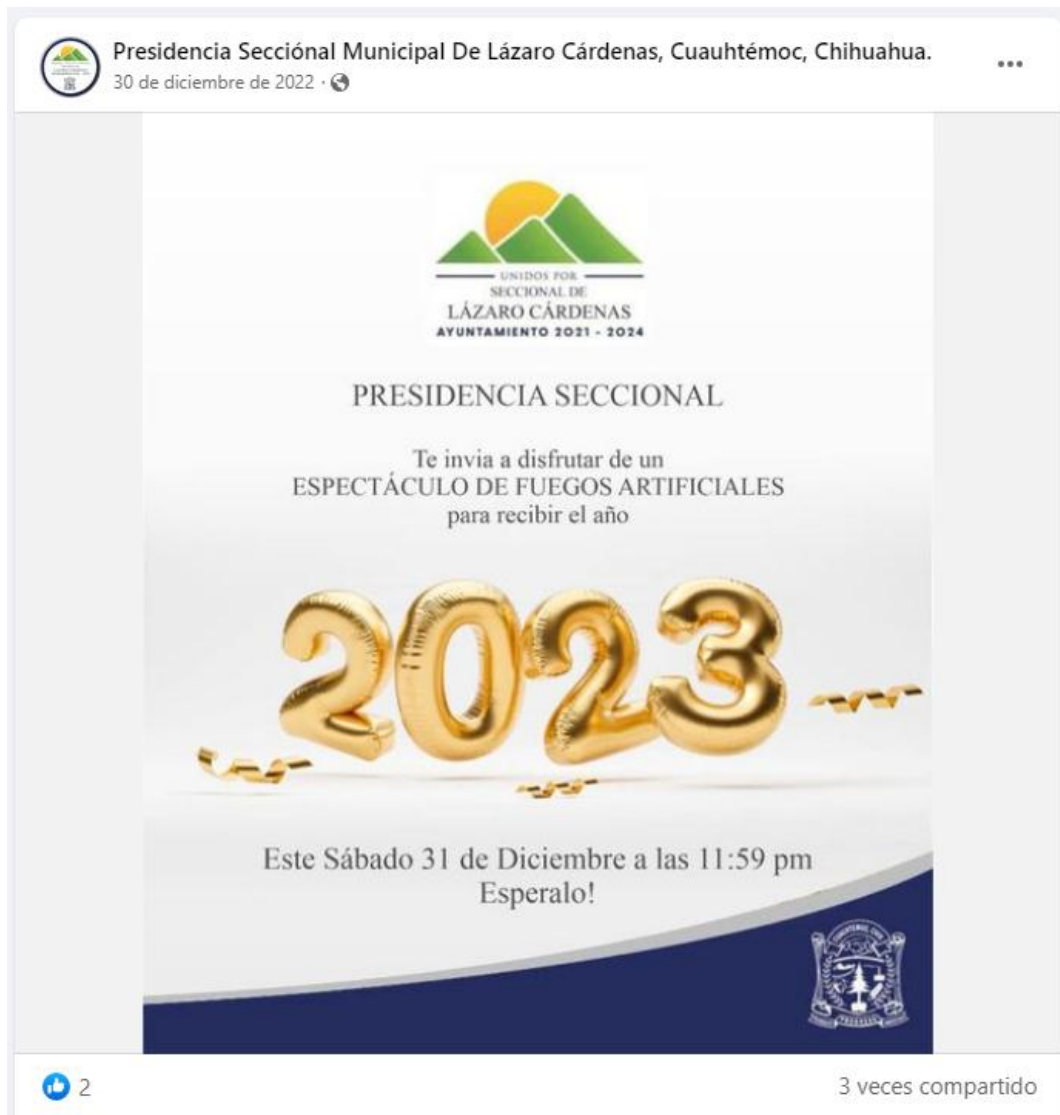 Presidencia Secciónal Municipal De Lázaro Cárdenas, Cuauhtémoc, Chihuahua.
30 de diciembre de 2022
UNIDOS POR
SECCIONAL DE
LÁZARO CÁRDENAS
AYUNTAMIENTO 2021 - 2024
PRESIDENCIA SECCIONAL
Te invia a disfrutar de un
ESPECTÁCULO DE FUEGOS ARTIFICIALES
para recibir el año
2023
Este Sábado 31 de Diciembre a las 11:59 pm
Esperalo!
2
3 veces compartido